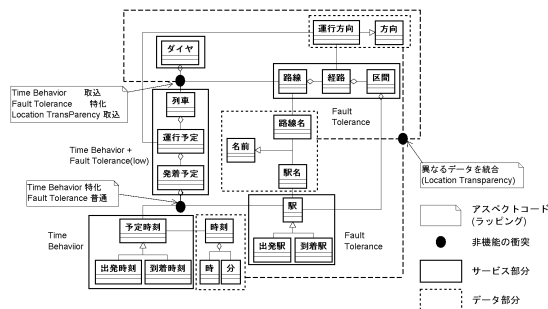 運行方向
方向
ダイヤ
Time Behavior 取込
Fault Tolerance 特化
Location TransParency 取込
路線
経路
区間
列車
路線名
Fault
Tolerance
運行予定
Time Behavior +
Fault Tolerance(low)
名前
発着予定
駅名
異なるデータを統合
(Location Transparency)
Time Behavior 特化
Fault Tolerance 普通
駅
Time
Behaviior
予定時刻
時刻
出発駅
到着駅
Fault
Tolerance
出発時刻
到着時刻
時
分
アスペクトコード
(ラッピング)
非機能の衝突
サービス部分
データ部分